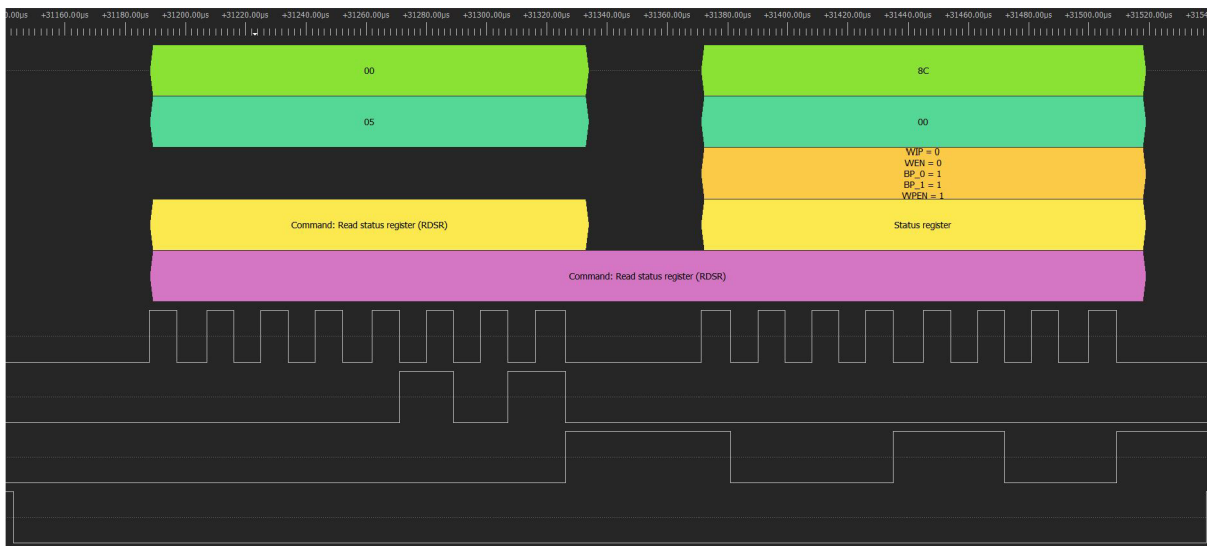 0.00µs +31160.00µs +31180.00µs +31200.00µs +31220.00µs +31240.00µs +31260.00µs +31280.00µs +31300.00µs +31320.00µs +31340.00µs +31360.00µs +31380.00µs +31400.00µs +31420.00µs +31440.00µs +31460.00µs +31480.00µs +31500.00µs +31520.00µs +3154
00 8C
05 00
WIP = 0
WEN = 0
BP_0 = 1
BP_1 = 1
WPEN = 1
Command: Read status register (RDSR) Status register
Command: Read status register (RDSR)